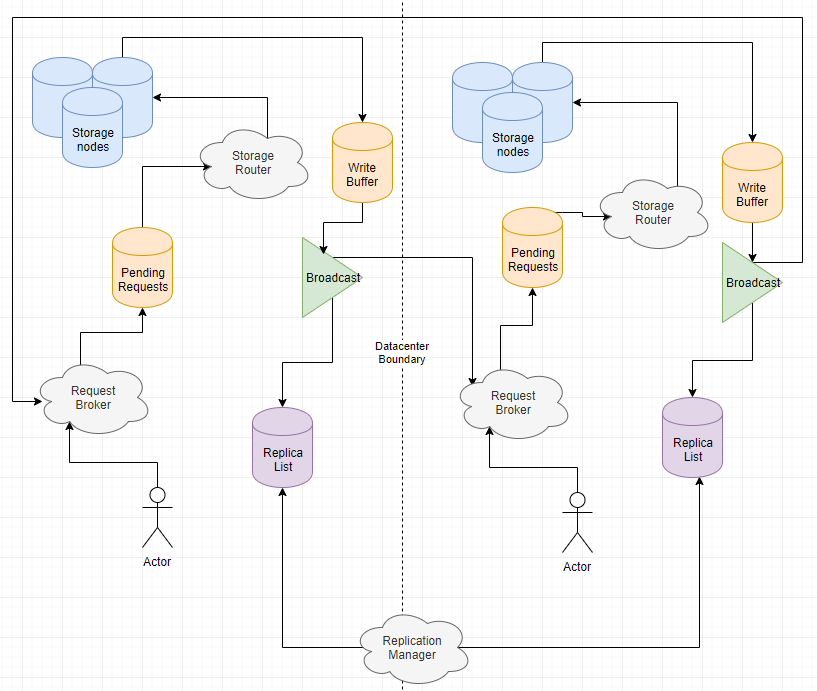 Storage
nodes
Storage
Router
Write
Buffer
Pending
Requests
Broadcast
Request
Broker
Replica
List
Actor
Datacenter
Boundary
Storage
nodes
Storage
Router
Write
Buffer
Pending
Requests
Broadcast
Request
Broker
Replica
List
Actor
Replication
Manager